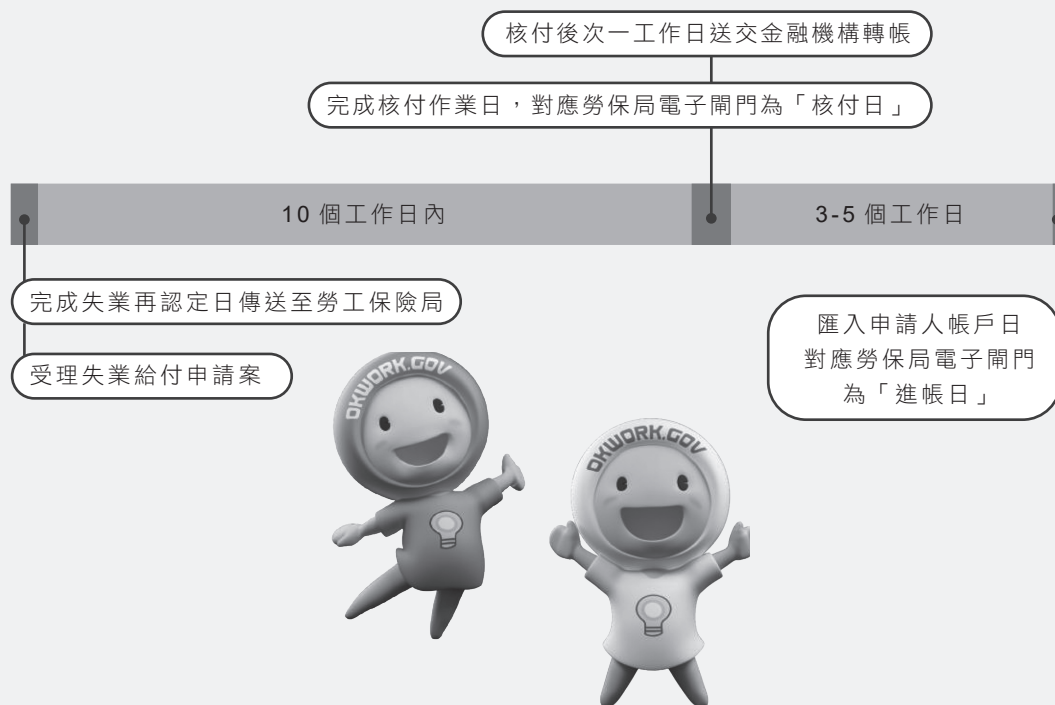 核付後次一工作日送交金融機構轉帳
完成核付作業日，對應勞保局電子閘門為「核付日」
10 個工作日內
3-5 個工作日
完成失業再認定日傳送至勞工保險局
受理失業給付申請案
匯入申請人帳戶日
對應勞保局電子閘門
為「進帳日」
OKWORK.GOV
OKWORK.GOV